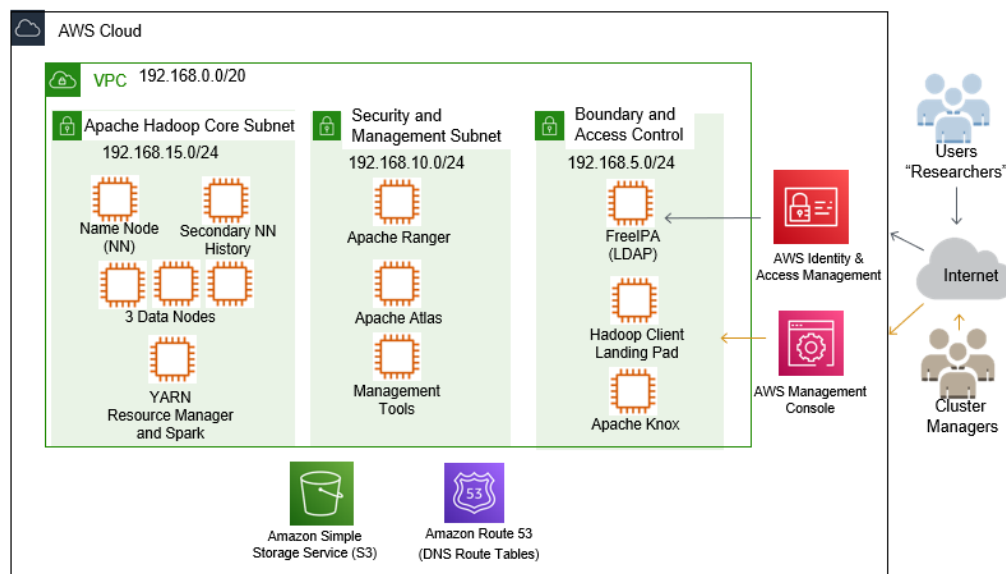 AWS Cloud
VPC 192.168.0.0/20
Apache Hadoop Core Subnet
192.168.15.0/24
Name Node
(NN)
Secondary NN
History
3 Data Nodes
YARN
Resource Manager
and Spark
Security and
Management Subnet
192.168.10.0/24
Apache Ranger
Apache Atlas
Management
Tools
Boundary and
Access Control
192.168.5.0/24
FreeIPA
(LDAP)
Hadoop Client
Landing Pad
Apache Knox
AWS Identity &
Access Management
AWS Management
Console
Users
“Researchers”
Internet
Cluster
Managers
Amazon Simple
Storage Service (S3)
53
Amazon Route 53
(DNS Route Tables)